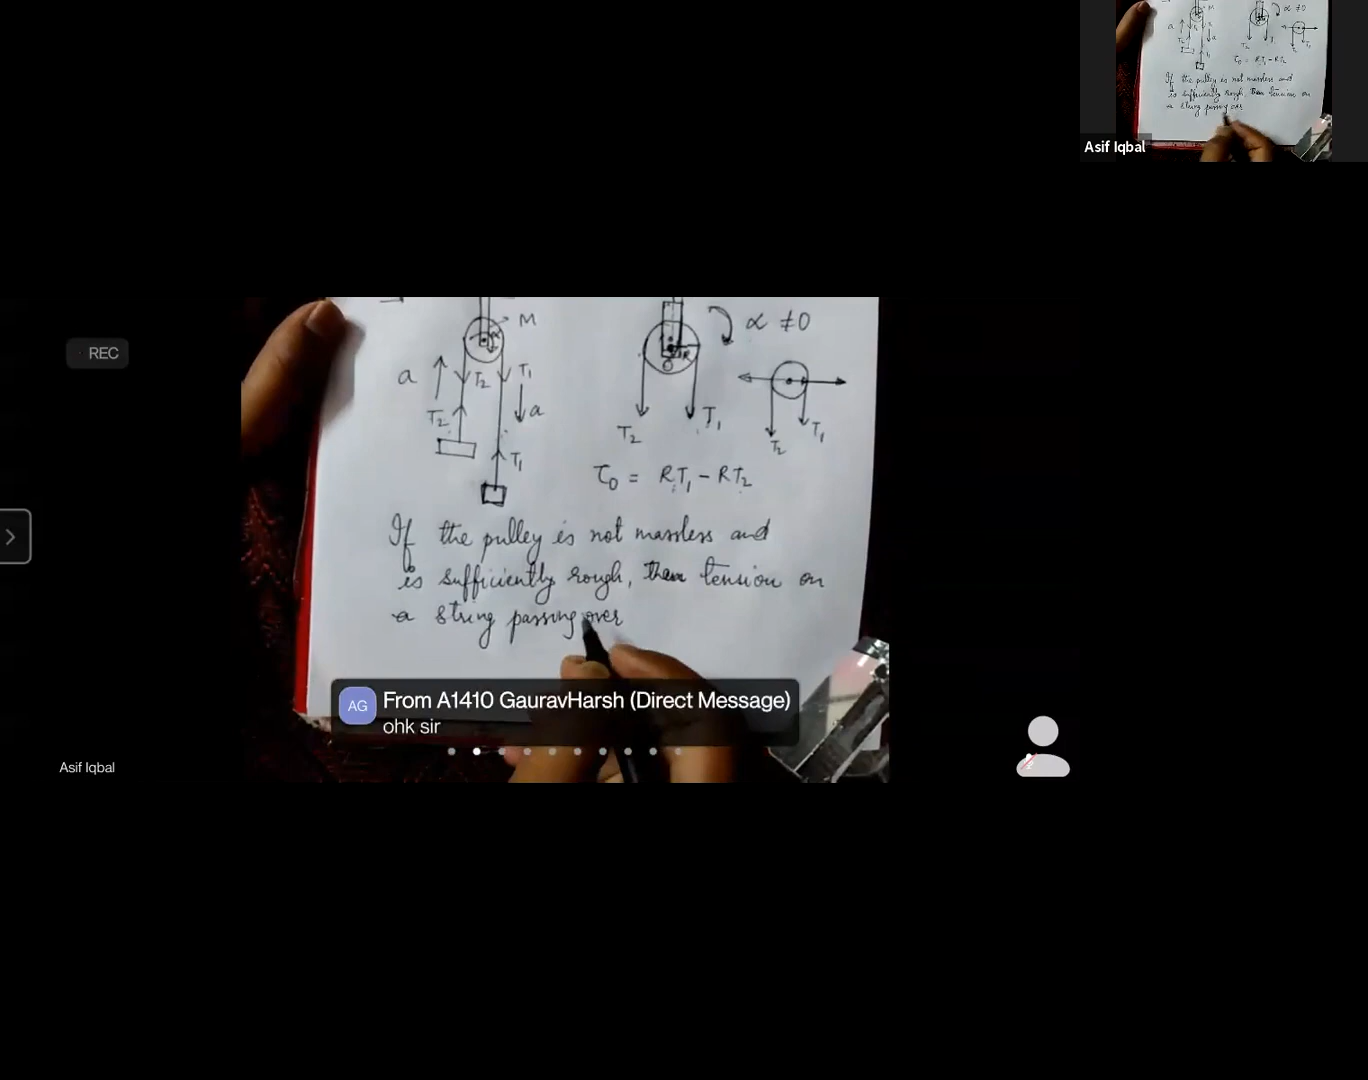 Asif Iqbal
REC
M
α ≠0
a
T2
T1
a
T2
T1
R
O
T2
T1
T2
T1
τ0 = RT1 - RT2
If the pulley is not massless and
is sufficiently rough, then tension on
a string passing over
AG
From A1410 GauravHarsh (Direct Message)
ohk sir
Asif Iqbal